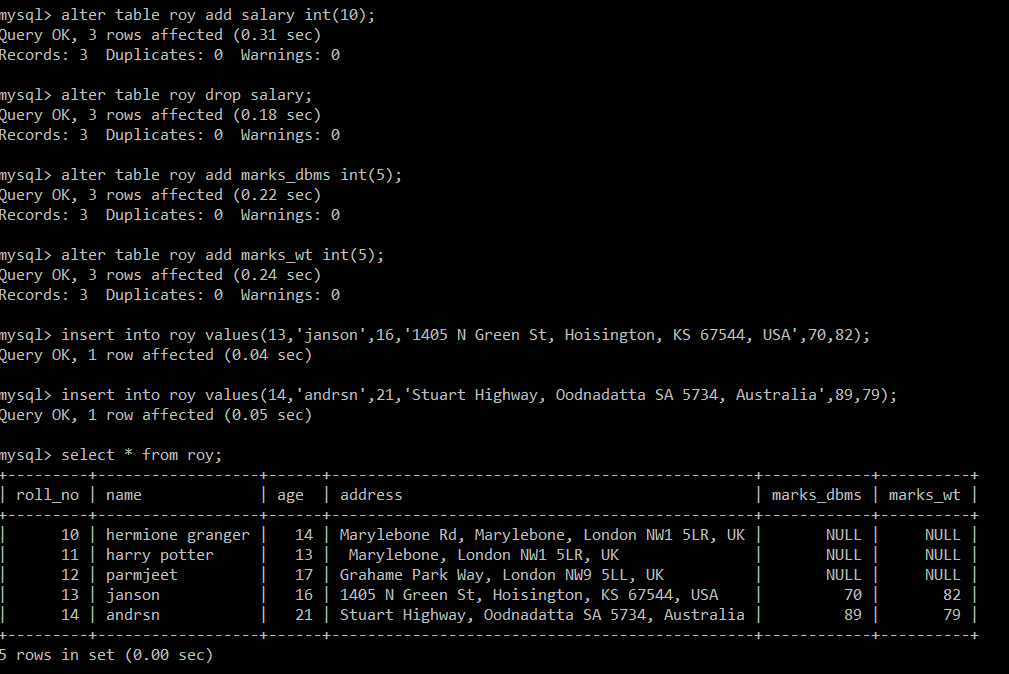 mysql> alter table roy add salary int(10);
Query OK, 3 rows affected (0.31 sec)
Records: 3  Duplicates: 0  Warnings: 0

mysql> alter table roy drop salary;
Query OK, 3 rows affected (0.18 sec)
Records: 3  Duplicates: 0  Warnings: 0

mysql> alter table roy add marks_dbms int(5);
Query OK, 3 rows affected (0.22 sec)
Records: 3  Duplicates: 0  Warnings: 0

mysql> alter table roy add marks_wt int(5);
Query OK, 3 rows affected (0.24 sec)
Records: 3  Duplicates: 0  Warnings: 0

mysql> insert into roy values(13,'janson',16,'1405 N Green St, Hoisington, KS 67544, USA',70,82);
Query OK, 1 row affected (0.04 sec)

mysql> insert into roy values(14,'andrsn',21,'Stuart Highway, Oodnadatta SA 5734, Australia',89,79);
Query OK, 1 row affected (0.05 sec)

mysql> select * from roy;
+---------+------------------+------+-----------------------------------------------+------------+----------+
| roll_no | name             | age  | address                                       | marks_dbms | marks_wt |
+---------+------------------+------+-----------------------------------------------+------------+----------+
|      10 | hermione granger |   14 | Marylebone Rd, Marylebone, London NW1 5LR, UK |       NULL |     NULL |
|      11 | harry potter     |   13 |  Marylebone, London NW1 5LR, UK               |       NULL |     NULL |
|      12 | parmjeet         |   17 | Grahame Park Way, London NW9 5LL, UK          |       NULL |     NULL |
|      13 | janson           |   16 | 1405 N Green St, Hoisington, KS 67544, USA    |         70 |       82 |
|      14 | andrsn           |   21 | Stuart Highway, Oodnadatta SA 5734, Australia |         89 |       79 |
+---------+------------------+------+-----------------------------------------------+------------+----------+
5 rows in set (0.00 sec)